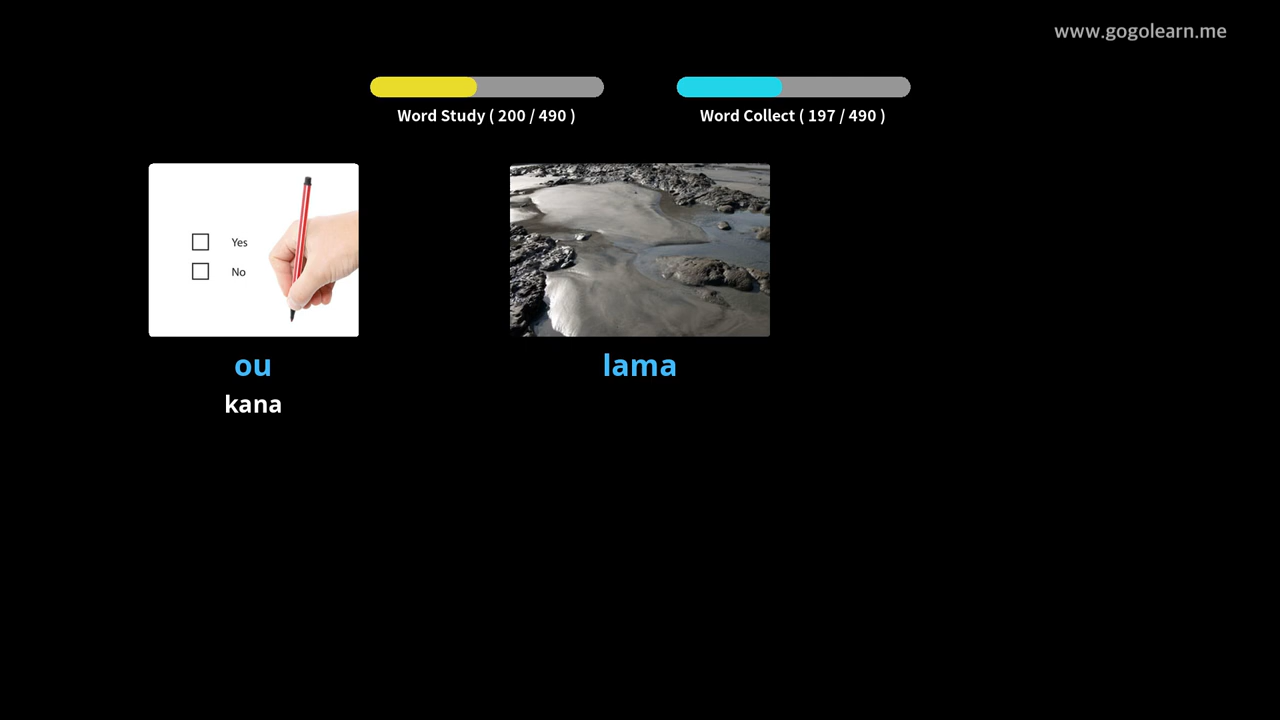 www.gogolearn.me
Word Study ( 200 / 490 )
Word Collect ( 197 / 490 )
Yes
No
ou
kana
lama